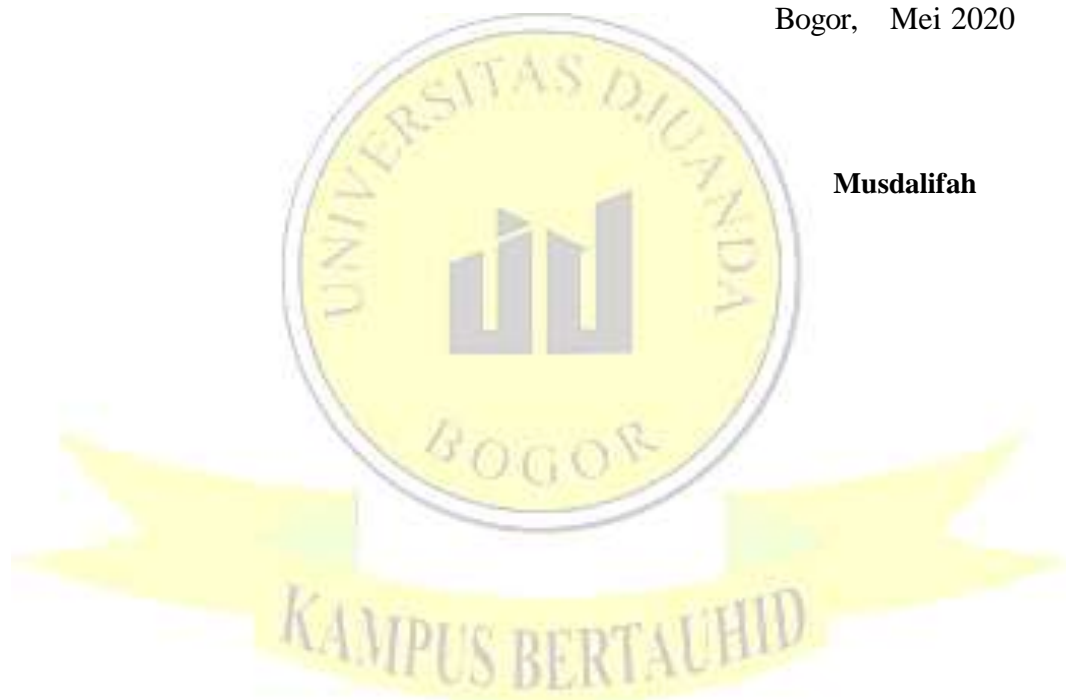 Bogor, Mei 2020
UNIVERSITAS DJUANDA
Musdalifah
BOGOR
KAMPUS BERTAUHID